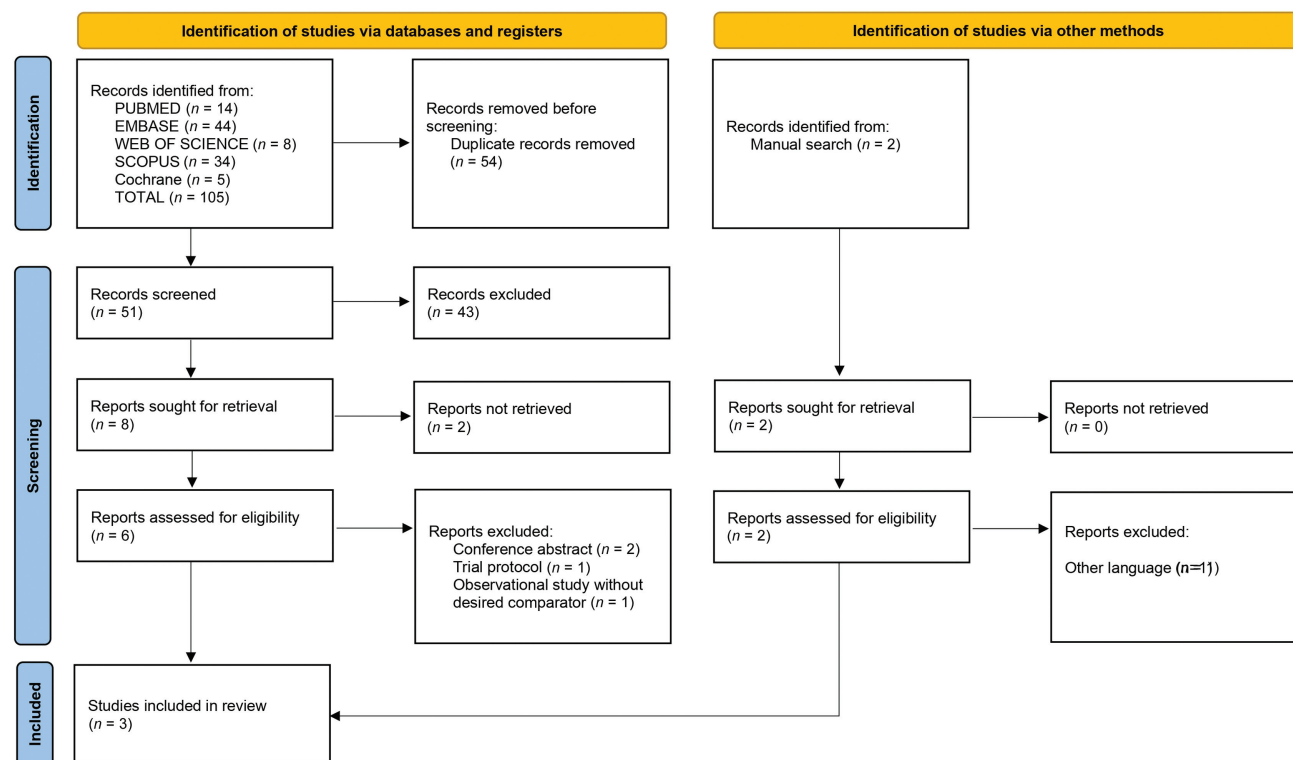 Identification of studies via databases and registers
Identification of studies via other methods
Identification
Records identified from:
PUBMED (n = 14)
EMBASE (n = 44)
WEB OF SCIENCE (n = 8)
SCOPUS (n = 34)
Cochrane (n = 5)
TOTAL (n = 105)
Records removed before
screening:
Duplicate records removed
(n = 54)
Records identified from:
Manual search (n = 2)
Screening
Records screened
(n = 51)
Records excluded
(n = 43)
Reports sought for retrieval
(n = 8)
Reports not retrieved
(n = 2)
Reports sought for retrieval
(n = 2)
Reports not retrieved
(n = 0)
Reports assessed for eligibility
(n = 6)
Reports excluded:
Conference abstract (n = 2)
Trial protocol (n = 1)
Observational study without
desired comparator (n = 1)
Reports assessed for eligibility
(n = 2)
Reports excluded:
Other language
Included
Studies included in review
(n = 3)